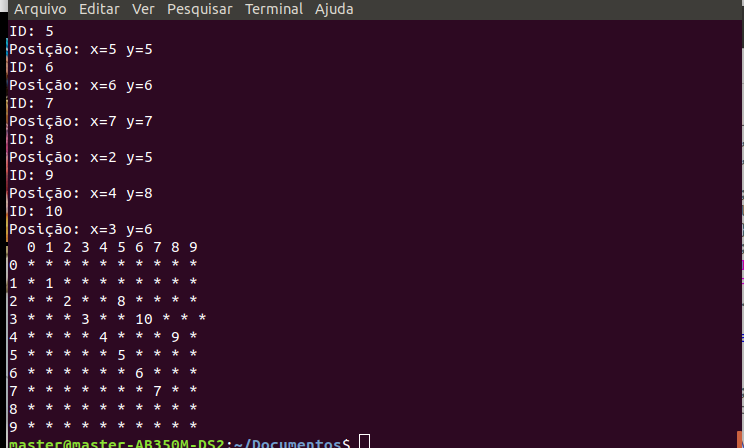 Arquivo Editar Ver Pesquisar Terminal Ajuda
ID: 5
Posição: x=5 y=5
ID: 6
Posição: x=6 y=6
ID: 7
Posição: x=7 y=7
ID: 8
Posição: x=2 y=5
ID: 9
Posição: x=4 y=8
ID: 10
Posição: x=3 y=6
  0 1 2 3 4 5 6 7 8 9
0 * * * * * * * * * *
1 * 1 * * * * * * * *
2 * * 2 * * 8 * * * *
3 * * * 3 * * 10 * * *
4 * * * * 4 * * * 9 *
5 * * * * * 5 * * * *
6 * * * * * * 6 * * *
7 * * * * * * * 7 * *
8 * * * * * * * * * *
9 * * * * * * * * * *
master@master-AB350M-DS2:~/Documentos$